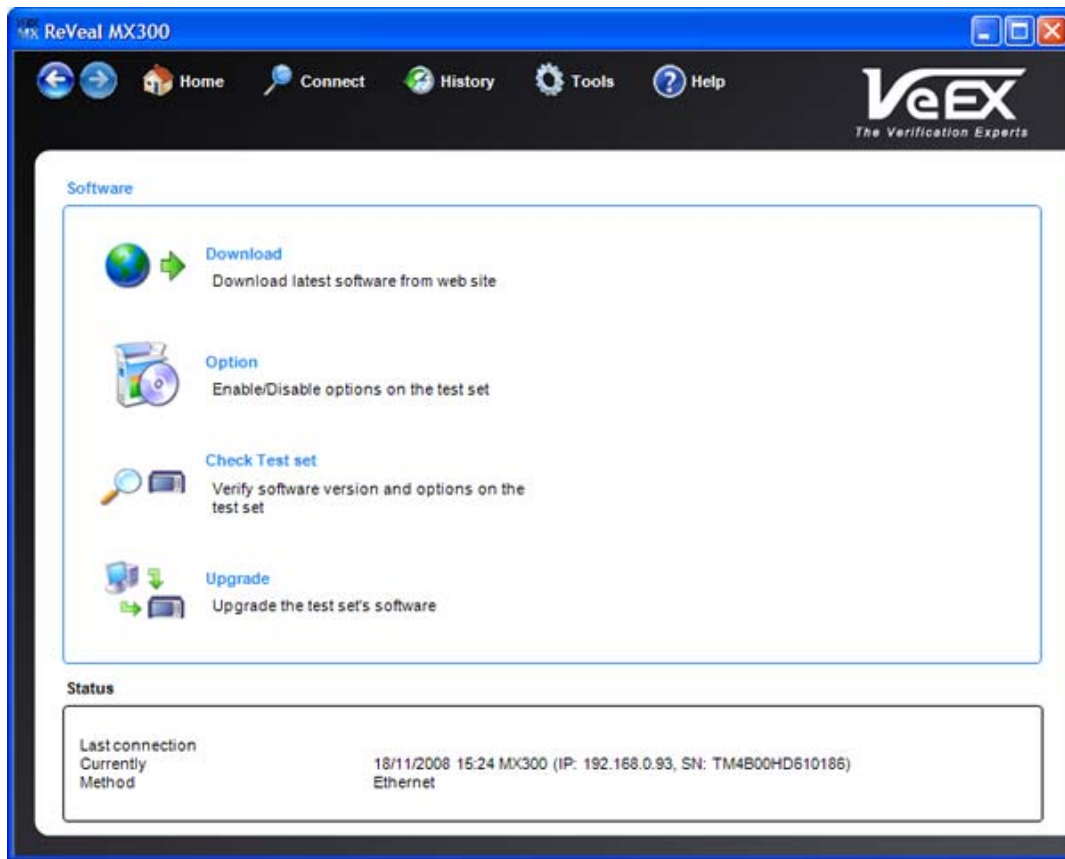 ReVeal MX300
Home Connect History Tools Help
VeEX
The Verification Experts
Software
Download
Download latest software from web site
Option
Enable/Disable options on the test set
Check Test set
Verify software version and options on the
test set
Upgrade
Upgrade the test set's software
Status
Last connection
Currently 18/11/2008 15:24 MX300 (IP: 192.168.0.93, SN: TM4B00HD610186)
Method Ethernet